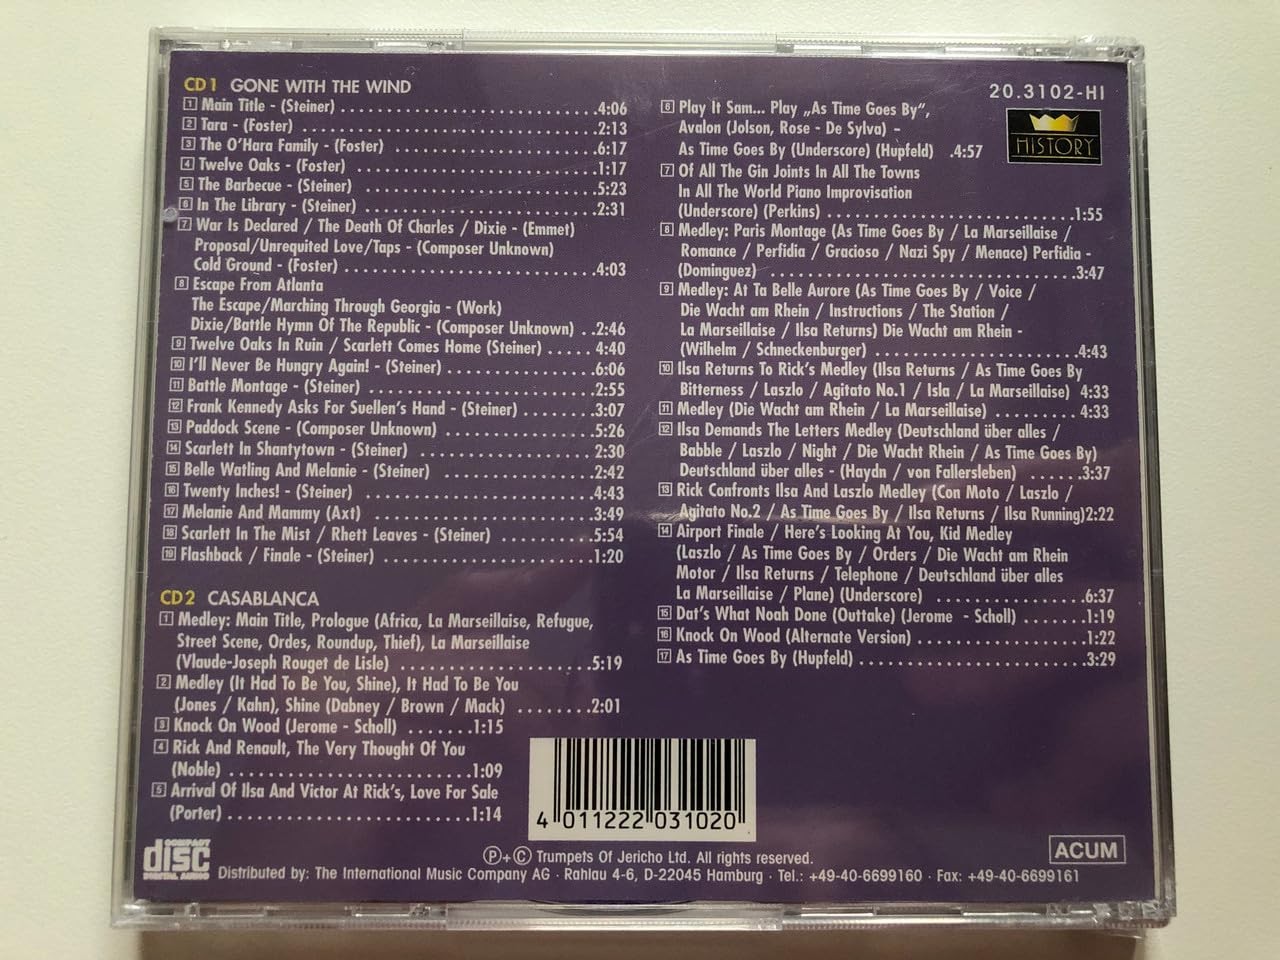 CD 1 GONE WITH THE WIND
1 Main Title - (Steiner) ........ 4:06
2 Tara - (Foster) ........ 2:13
3 The O'Hara Family - (Foster) ........ 6:17
4 Twelve Oaks - (Foster) ........ 1:17
5 The Barbecue - (Steiner) ........ 5:23
6 In The Library - (Steiner) ........ 2:31
7 War Is Declared / The Death Of Charles / Dixie - (Emmet)
Proposal/Unrequited Love/Taps - (Composer Unknown)
Cold Ground - (Foster) ........ 4:03
8 Escape From Atlanta
The Escape/Marching Through Georgia - (Work)
Dixie/Battle Hymn Of The Republic - (Composer Unknown) . . 2:46
9 Twelve Oaks In Ruin / Scarlett Comes Home (Steiner) ..... 4:40
10 I'll Never Be Hungry Again! - (Steiner) ........ 6:06
11 Battle Montage - (Steiner) ........ 2:55
12 Frank Kennedy Asks For Suellen's Hand - (Steiner) ........ 3:07
13 Paddock Scene - (Composer Unknown) ........ 5:26
14 Scarlett In Shantytown - (Steiner) ........ 2:30
15 Belle Watling And Melanie - (Steiner) ........ 2:42
16 Twenty Inches! - (Steiner) ........ 4:43
17 Melanie And Mammy (Axt) ........ 3:49
18 Scarlett In The Mist / Rhett Leaves - (Steiner) ........ 5:54
19 Flashback / Finale - (Steiner) ........ 1:20
CD 2 CASABLANCA
1 Medley: Main Title, Prologue (Africa, La Marseillaise, Refugue,
Street Scene, Ordes, Roundup, Thief), La Marseillaise
(Vlaude-Joseph Rouget de Lisle) ........ 5:19
2 Medley (It Had To Be You, Shine), It Had To Be You
(Jones / Kahn), Shine (Dabney / Brown / Mack) ........ 2:01
3 Knock On Wood (Jerome - Scholl) ....... 1:15
4 Rick And Renault, The Very Thought Of You
(Noble) ........ 1:09
5 Arrival Of Ilsa And Victor At Rick's, Love For Sale
(Porter) ........ 1:14
20.3102-HI
HISTORY
6 Play It Sam... Play „As Time Goes By“,
Avalon (Jolson, Rose - De Sylva) -
As Time Goes By (Underscore) (Hupfeld) . 4:57
7 Of All The Gin Joints In All The Towns
In All The World Piano Improvisation
(Underscore) (Perkins) ........ 1:55
8 Medley: Paris Montage (As Time Goes By / La Marseillaise /
Romance / Perfidia / Gracioso / Nazi Spy / Menace) Perfidia -
(Dominguez) ........ 3:47
9 Medley: At Ta Belle Aurore (As Time Goes By / Voice /
Die Wacht am Rhein / Instructions / The Station /
La Marseillaise / Ilsa Returns) Die Wacht am Rhein -
(Wilhelm / Schneckenburger) ........ 4:43
10 Ilsa Returns To Rick's Medley (Ilsa Returns / As Time Goes By
Bitterness / Laszlo / Agitato No.1 / Isla / La Marseillaise) 4:33
11 Medley (Die Wacht am Rhein / La Marseillaise) ........ 4:33
12 Ilsa Demands The Letters Medley (Deutschland über alles /
Babble / Laszlo / Night / Die Wacht Rhein / As Time Goes By)
Deutschland über alles - (Haydn / von Fallersleben) ...... 3:37
13 Rick Confronts Ilsa And Laszlo Medley (Con Moto / Laszlo /
Agitato No.2 / As Time Goes By / Ilsa Returns / Ilsa Running)2:22
14 Airport Finale / Here's Looking At You, Kid Medley
(Laszlo / As Time Goes By / Orders / Die Wacht am Rhein
Motor / Ilsa Returns / Telephone / Deutschland über alles
La Marseillaise / Plane) (Underscore) ........ 6:37
15 Dat's What Noah Done (Outtake) (Jerome - Scholl) ........ 1:19
16 Knock On Wood (Alternate Version) ........ 1:22
17 As Time Goes By (Hupfeld) ........ 3:29
4 011222 031020
COMPACT
disc
DIGITAL AUDIO
ACUM
Ⓟ+© Trumpets Of Jericho Ltd. All rights reserved.
Distributed by: The International Music Company AG · Rahlau 4-6, D-22045 Hamburg · Tel.: +49-40-6699160 · Fax: +49-40-6699161